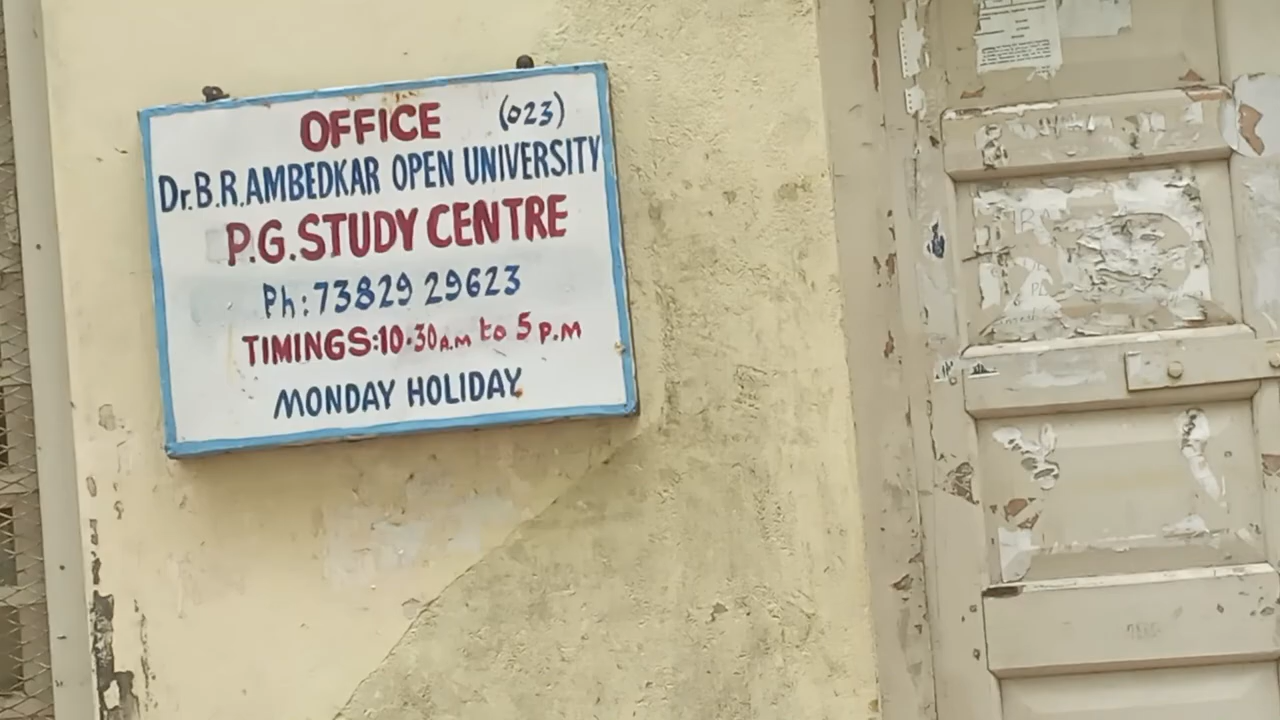 OFFICE (023)
Dr.B.R.AMBEDKAR OPEN UNIVERSITY
P.G.STUDY CENTRE
Ph:73829 29623
TIMINGS:10.30A.M to 5 P.M
MONDAY HOLIDAY